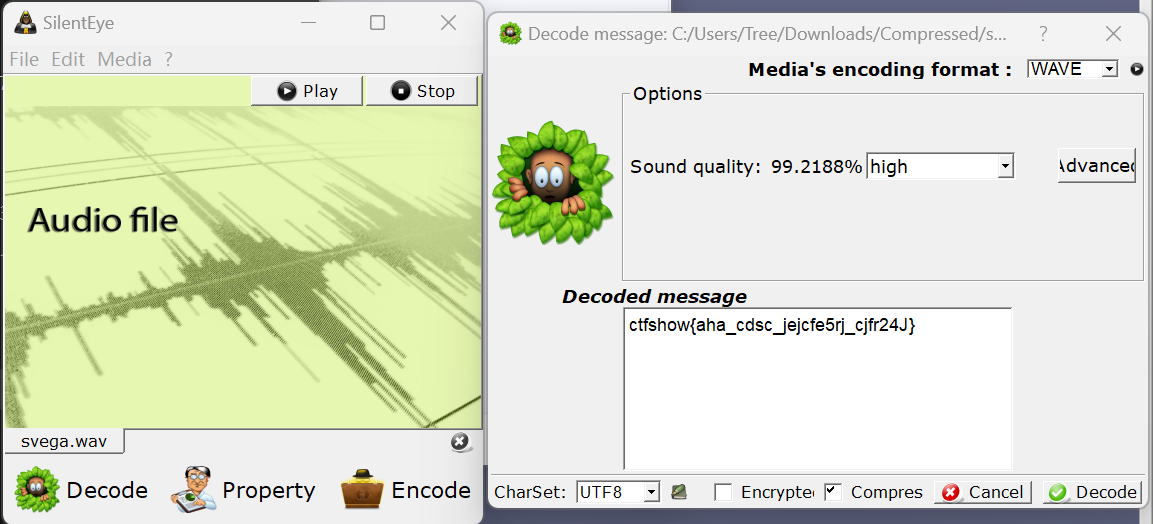 SilentEye
File Edit Media ?
Play Stop
Audio file
svega.wav
Decode Property Encode
Decode message: C:/Users/Tree/Downloads/Compressed/s... ?
Media's encoding format : WAVE
Options
Sound quality: 99.2188% high Advanced
Decoded message
ctfshow{aha_cdsc_jejcfe5rj_cjfr24J}
CharSet: UTF8 Encrypted Compres Cancel Decode